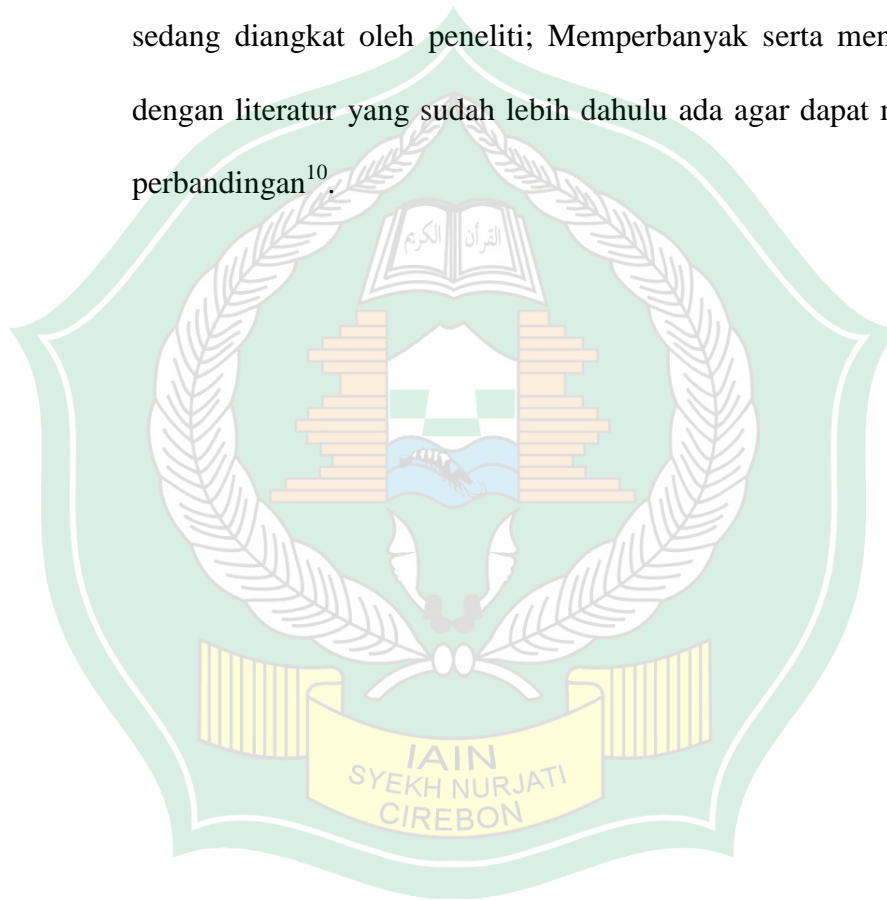 sedang diangkat oleh peneliti; Memperbanyak serta men
dengan literatur yang sudah lebih dahulu ada agar dapat
perbandingan¹⁰.
القرآن الكريم
IAIN
SYEKH NURJATI
CIREBON